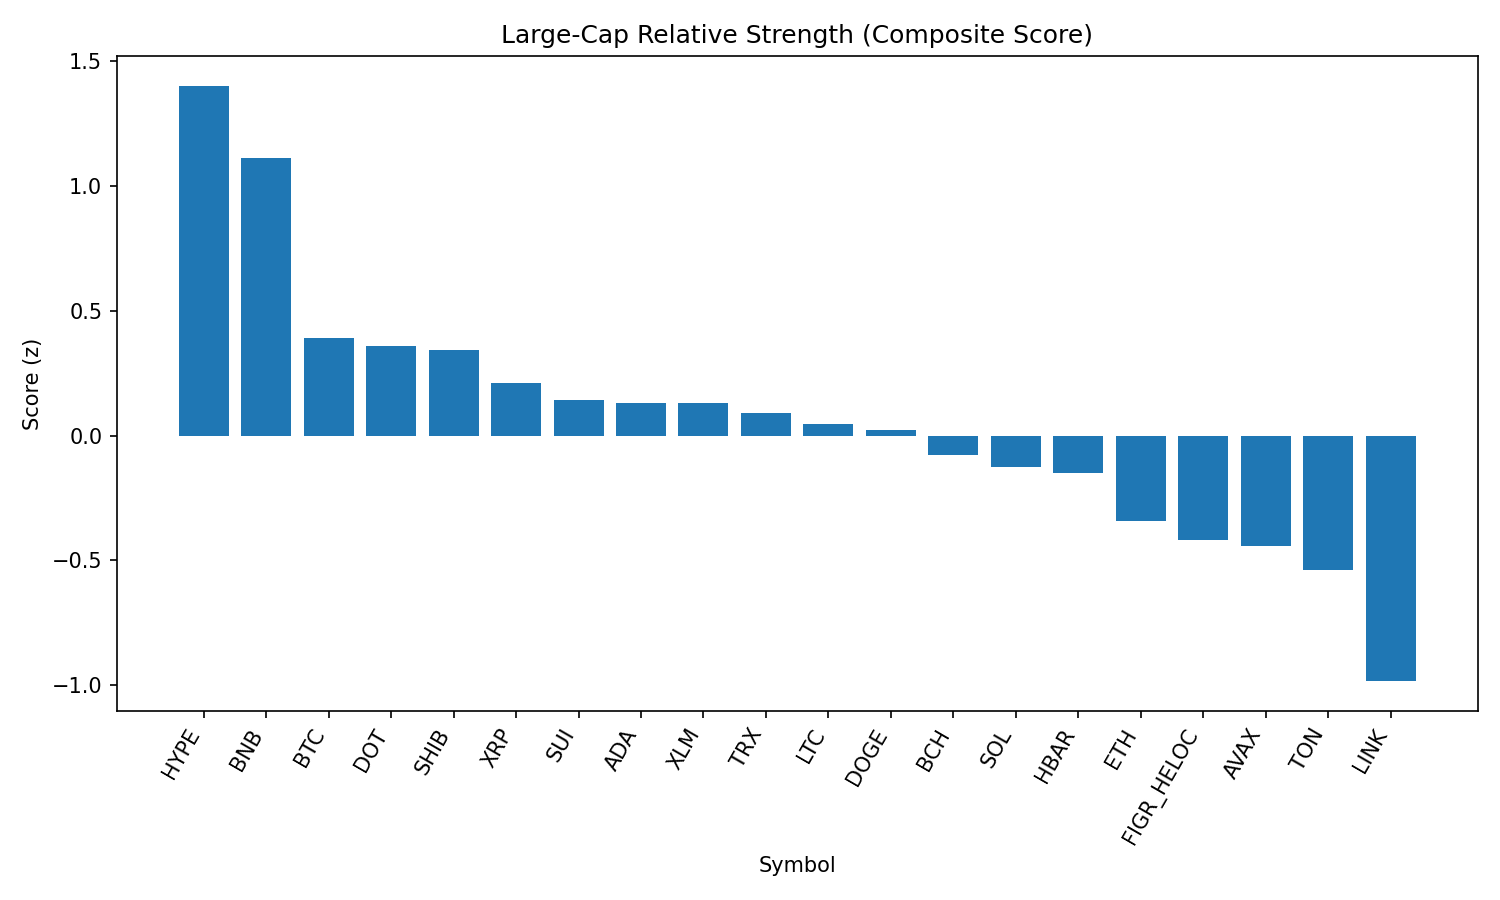 Large-Cap Relative Strength (Composite Score)
1.5
1.0
0.5
0.0
−0.5
−1.0
Score (z)
HYPE
BNB
BTC
DOT
SHIB
XRP
SUI
ADA
XLM
TRX
LTC
DOGE
BCH
SOL
HBAR
ETH
FIGR_HELOC
AVAX
TON
LINK
Symbol